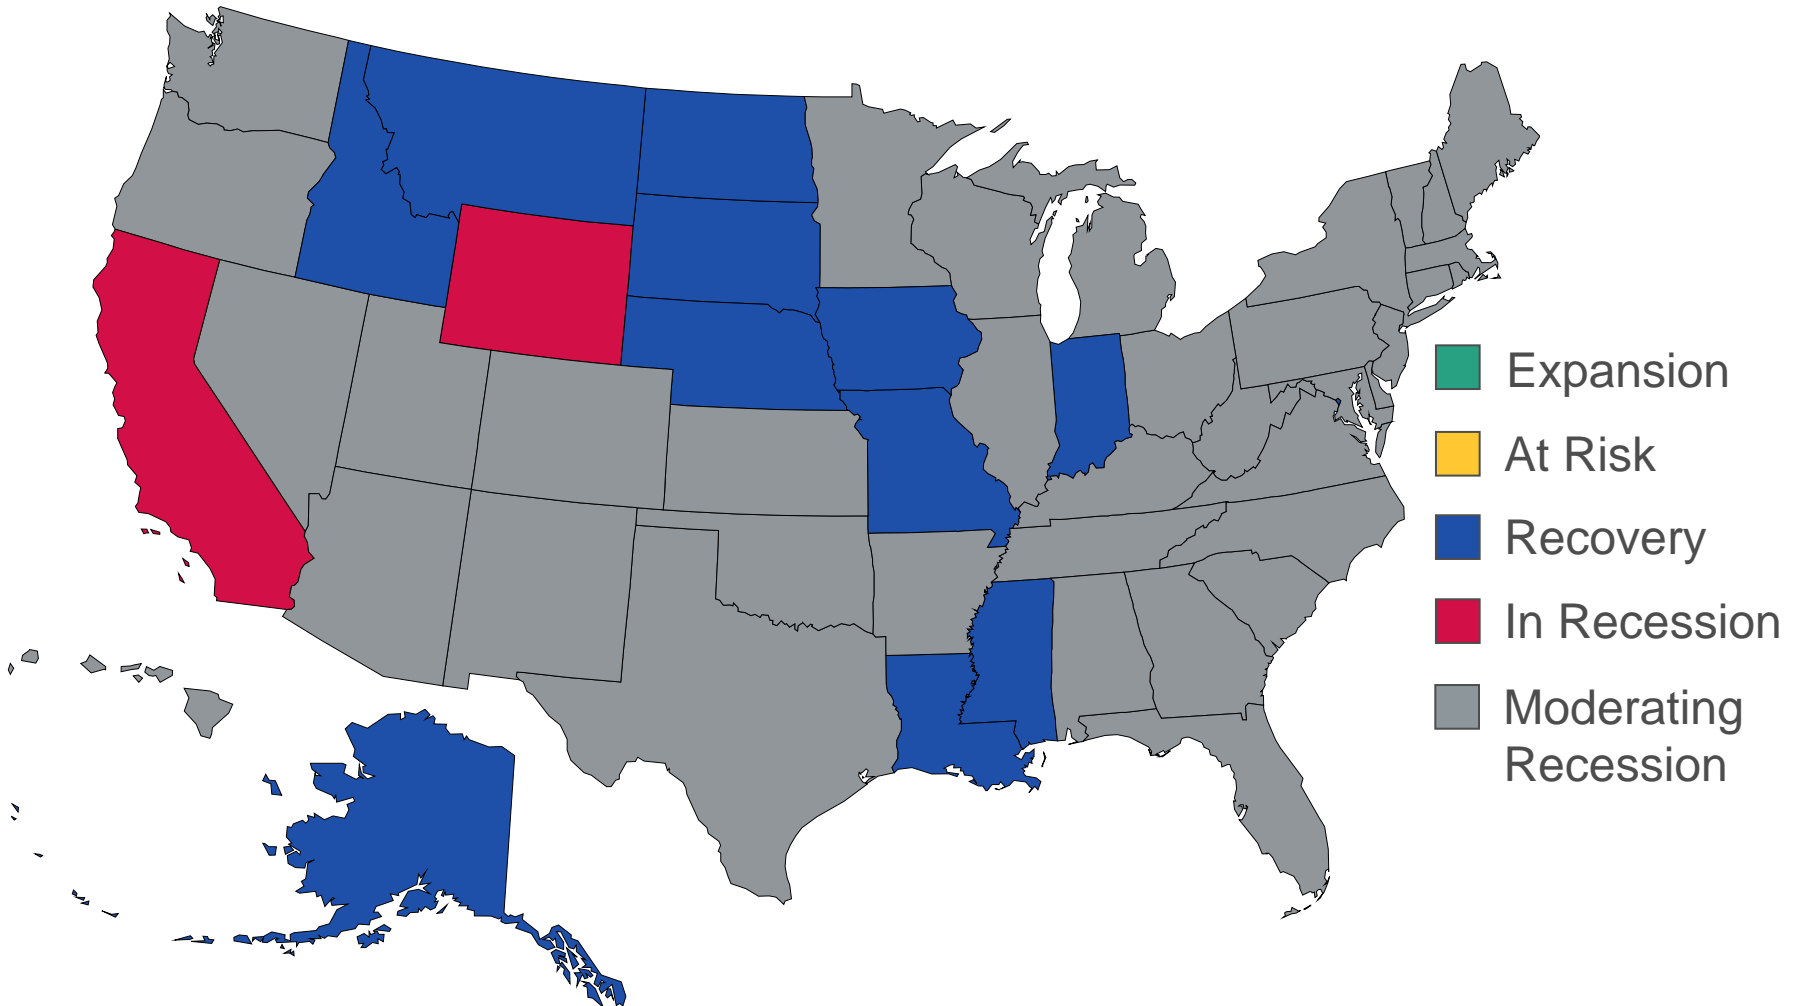 Expansion
At Risk
Recovery
In Recession
Moderating
Recession